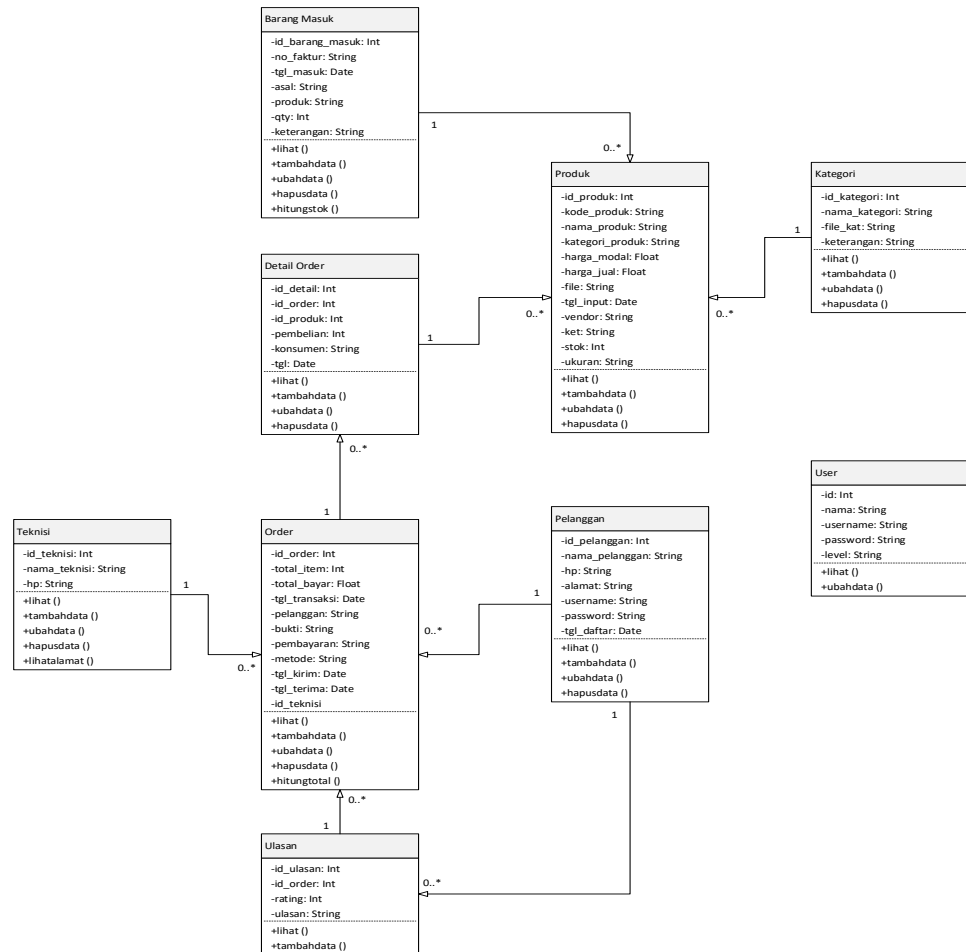 Barang Masuk
-id_barang_masuk: Int
-no_faktur: String
-tgl_masuk: Date
-asal: String
-produk: String
-qty: Int
-keterangan: String
+lihat ()
+tambahdata ()
+ubahdata ()
+hapusdata ()
+hitungstok ()
1
0..*
Produk
-id_produk: Int
-kode_produk: String
-nama_produk: String
-kategori_produk: String
-harga_modal: Float
-harga_jual: Float
-file: String
-tgl_input: Date
-vendor: String
-ket: String
-stok: Int
-ukuran: String
+lihat ()
+tambahdata ()
+ubahdata ()
+hapusdata ()
Kategori
-id_kategori: Int
-nama_kategori: String
-file_kat: String
-keterangan: String
+lihat ()
+tambahdata ()
+ubahdata ()
+hapusdata ()
1
0..*
Detail Order
-id_detail: Int
-id_order: Int
-id_produk: Int
-pembelian: Int
-konsumen: String
-tgl: Date
+lihat ()
+tambahdata ()
+ubahdata ()
+hapusdata ()
1
0..*
0..*
1
Teknisi
-id_teknisi: Int
-nama_teknisi: String
-hp: String
+lihat ()
+tambahdata ()
+ubahdata ()
+hapusdata ()
+lihatalamat ()
1
0..*
Order
-id_order: Int
-total_item: Int
-total_bayar: Float
-tgl_transaksi: Date
-pelanggan: String
-bukti: String
-pembayaran: String
-metode: String
-tgl_kirim: Date
-tgl_terima: Date
-id_teknisi
+lihat ()
+tambahdata ()
+ubahdata ()
+hapusdata ()
+hitungtotal ()
Pelanggan
-id_pelanggan: Int
-nama_pelanggan: String
-hp: String
-alamat: String
-username: String
-password: String
-tgl_daftar: Date
+lihat ()
+tambahdata ()
+ubahdata ()
+hapusdata ()
1
0..*
1
User
-id: Int
-nama: String
-username: String
-password: String
-level: String
+lihat ()
+ubahdata ()
0..*
1
Ulasan
-id_ulasan: Int
-id_order: Int
-rating: Int
-ulasan: String
+lihat ()
+tambahdata ()
0..*